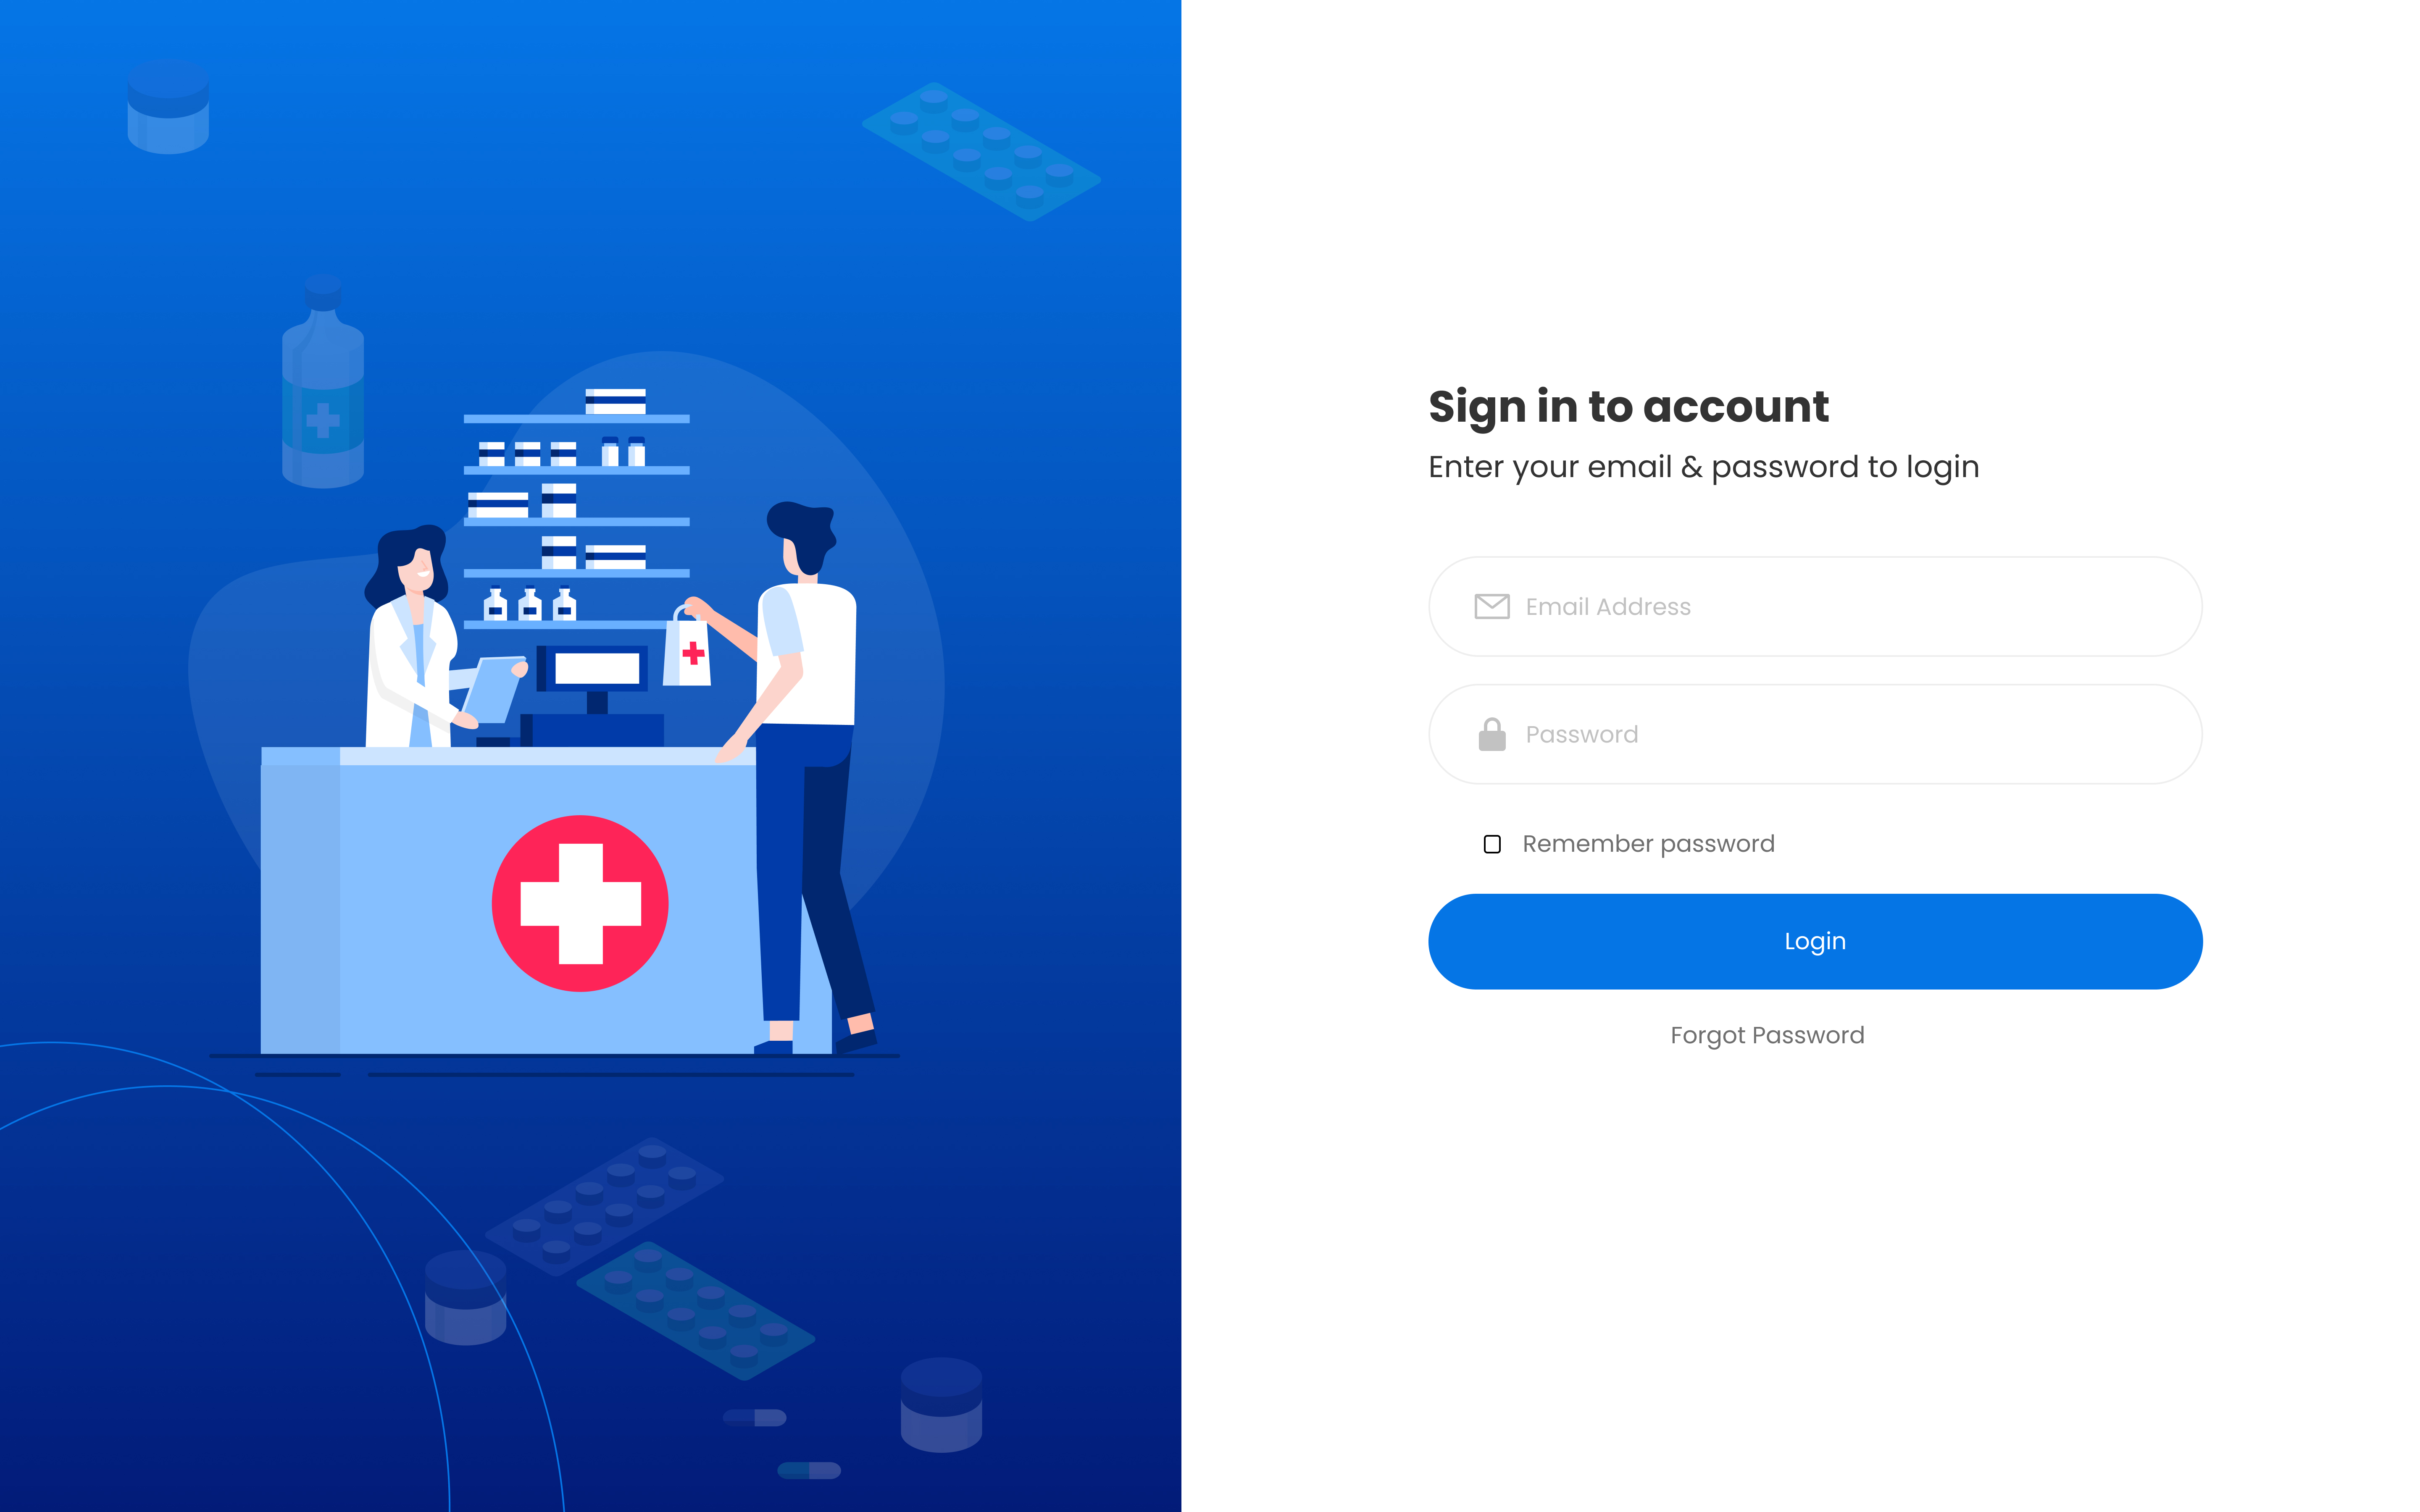 Sign in to account
Enter your email & password to login
Email Address
Password
Remember password
Login
Forgot Password